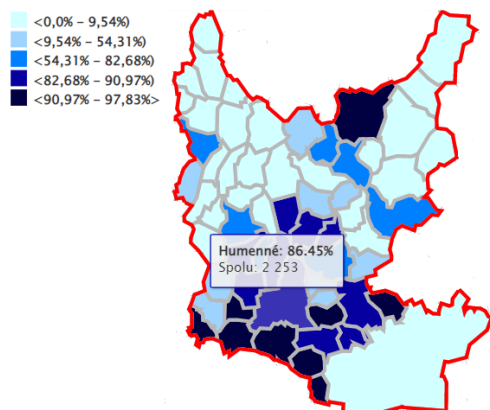 <0,0% - 9,54%)
<9,54% - 54,31%)
<54,31% - 82,68%)
<82,68% - 90,97%)
<90,97% - 97,83%>
Humenné: 86.45%
Spolu: 2 253